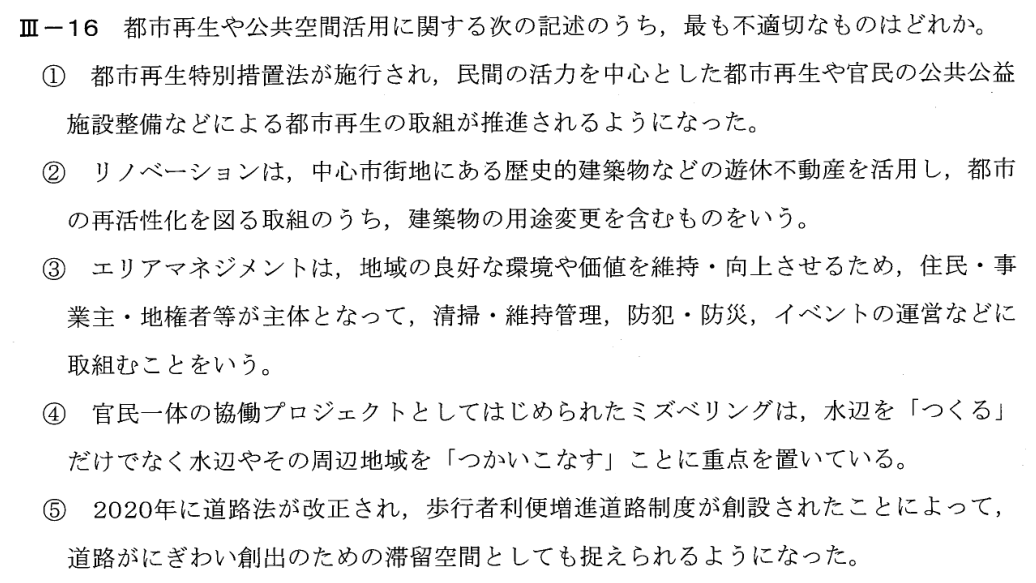 Ⅲ－16　都市再生や公共空間活用に関する次の記述のうち，最も不適切なものはどれか。
①　都市再生特別措置法が施行され，民間の活力を中心とした都市再生や官民の公共公益
施設整備などによる都市再生の取組が推進されるようになった。
②　リノベーションは，中心市街地にある歴史的建築物などの遊休不動産を活用し，都市
の再活性化を図る取組のうち，建築物の用途変更を含むものをいう。
③　エリアマネジメントは，地域の良好な環境や価値を維持・向上させるため，住民・事
業主・地権者等が主体となって，清掃・維持管理，防犯・防災，イベントの運営などに
取組むことをいう。
④　官民一体の協働プロジェクトとしてはじめられたミズベリングは，水辺を「つくる」
だけでなく水辺やその周辺地域を「つかいこなす」ことに重点を置いている。
⑤　2020年に道路法が改正され，歩行者利便増進道路制度が創設されたことによって，
道路がにぎわい創出のための滞留空間としても捉えられるようになった。